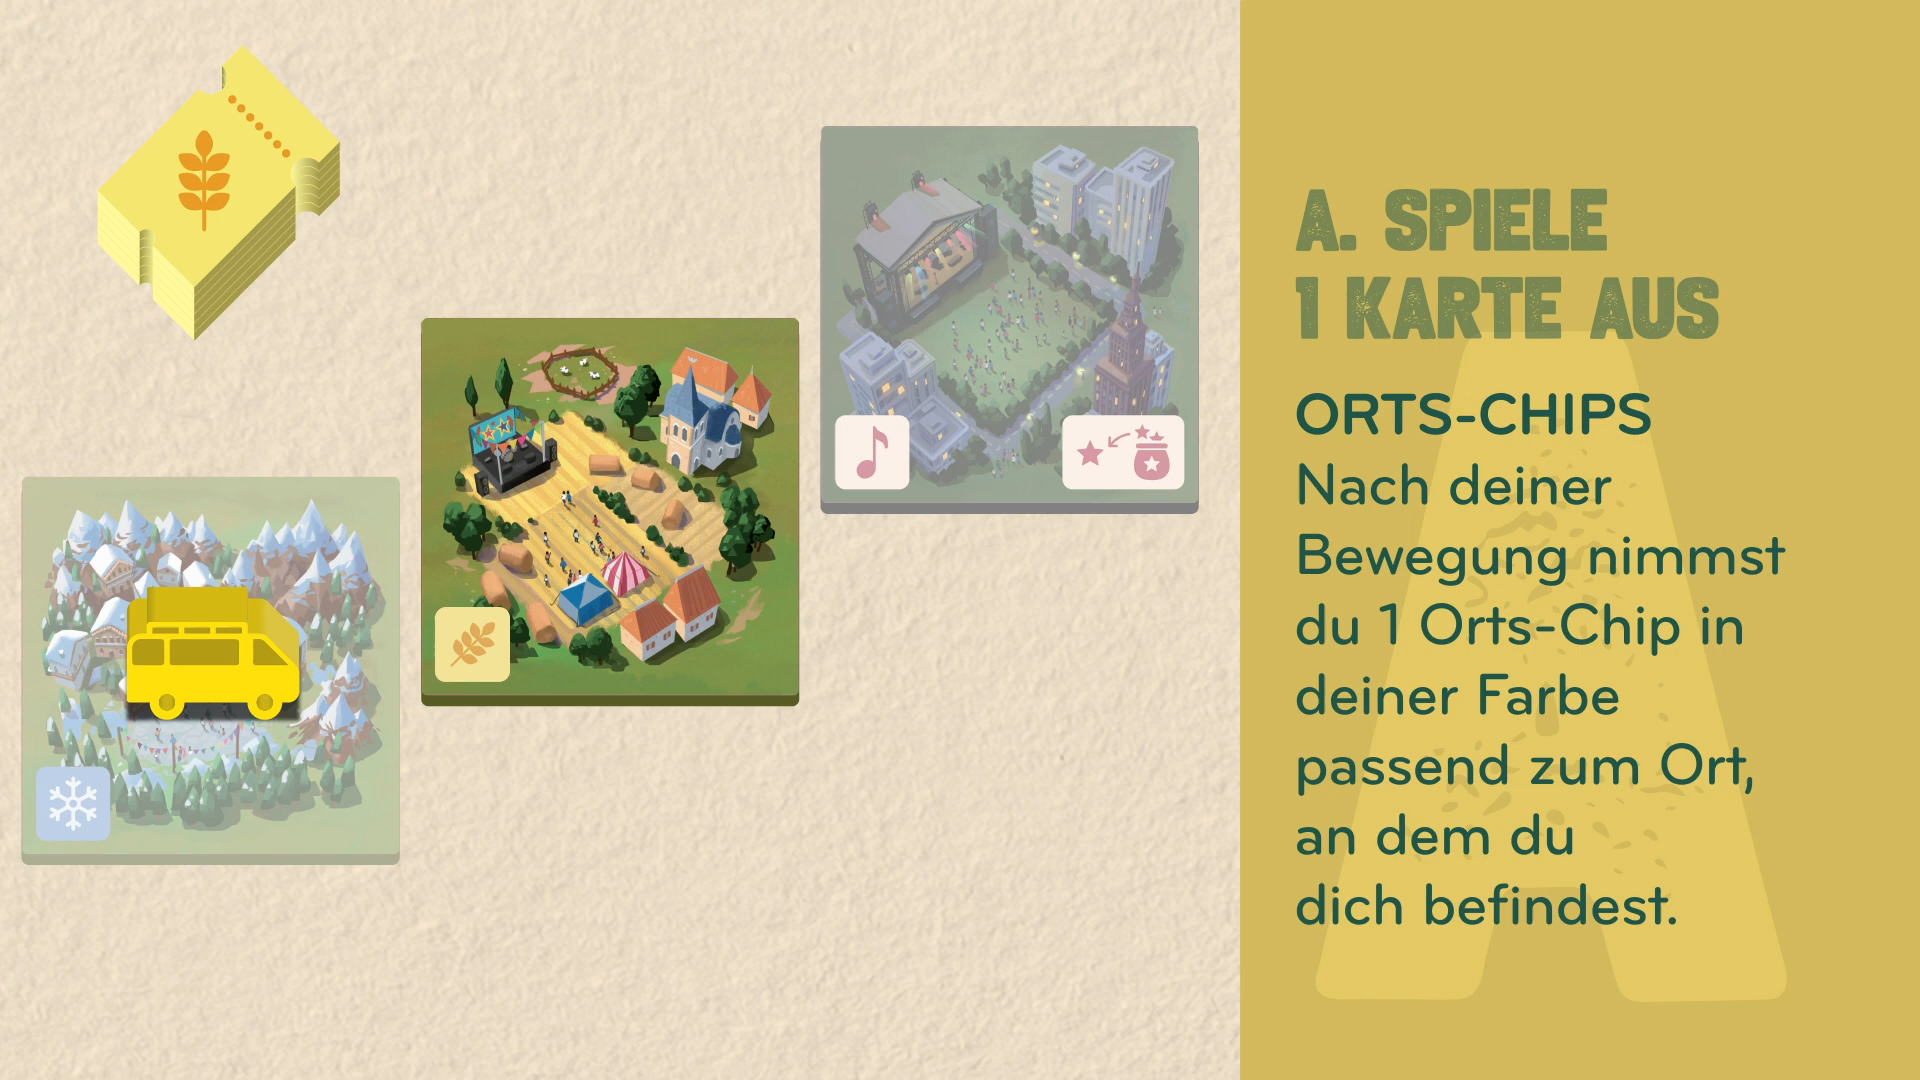 A. SPIELE
1 KARTE AUS
ORTS-CHIPS
Nach deiner
Bewegung nimmst
du 1 Orts-Chip in
deiner Farbe
passend zum Ort,
an dem du
dich befindest.